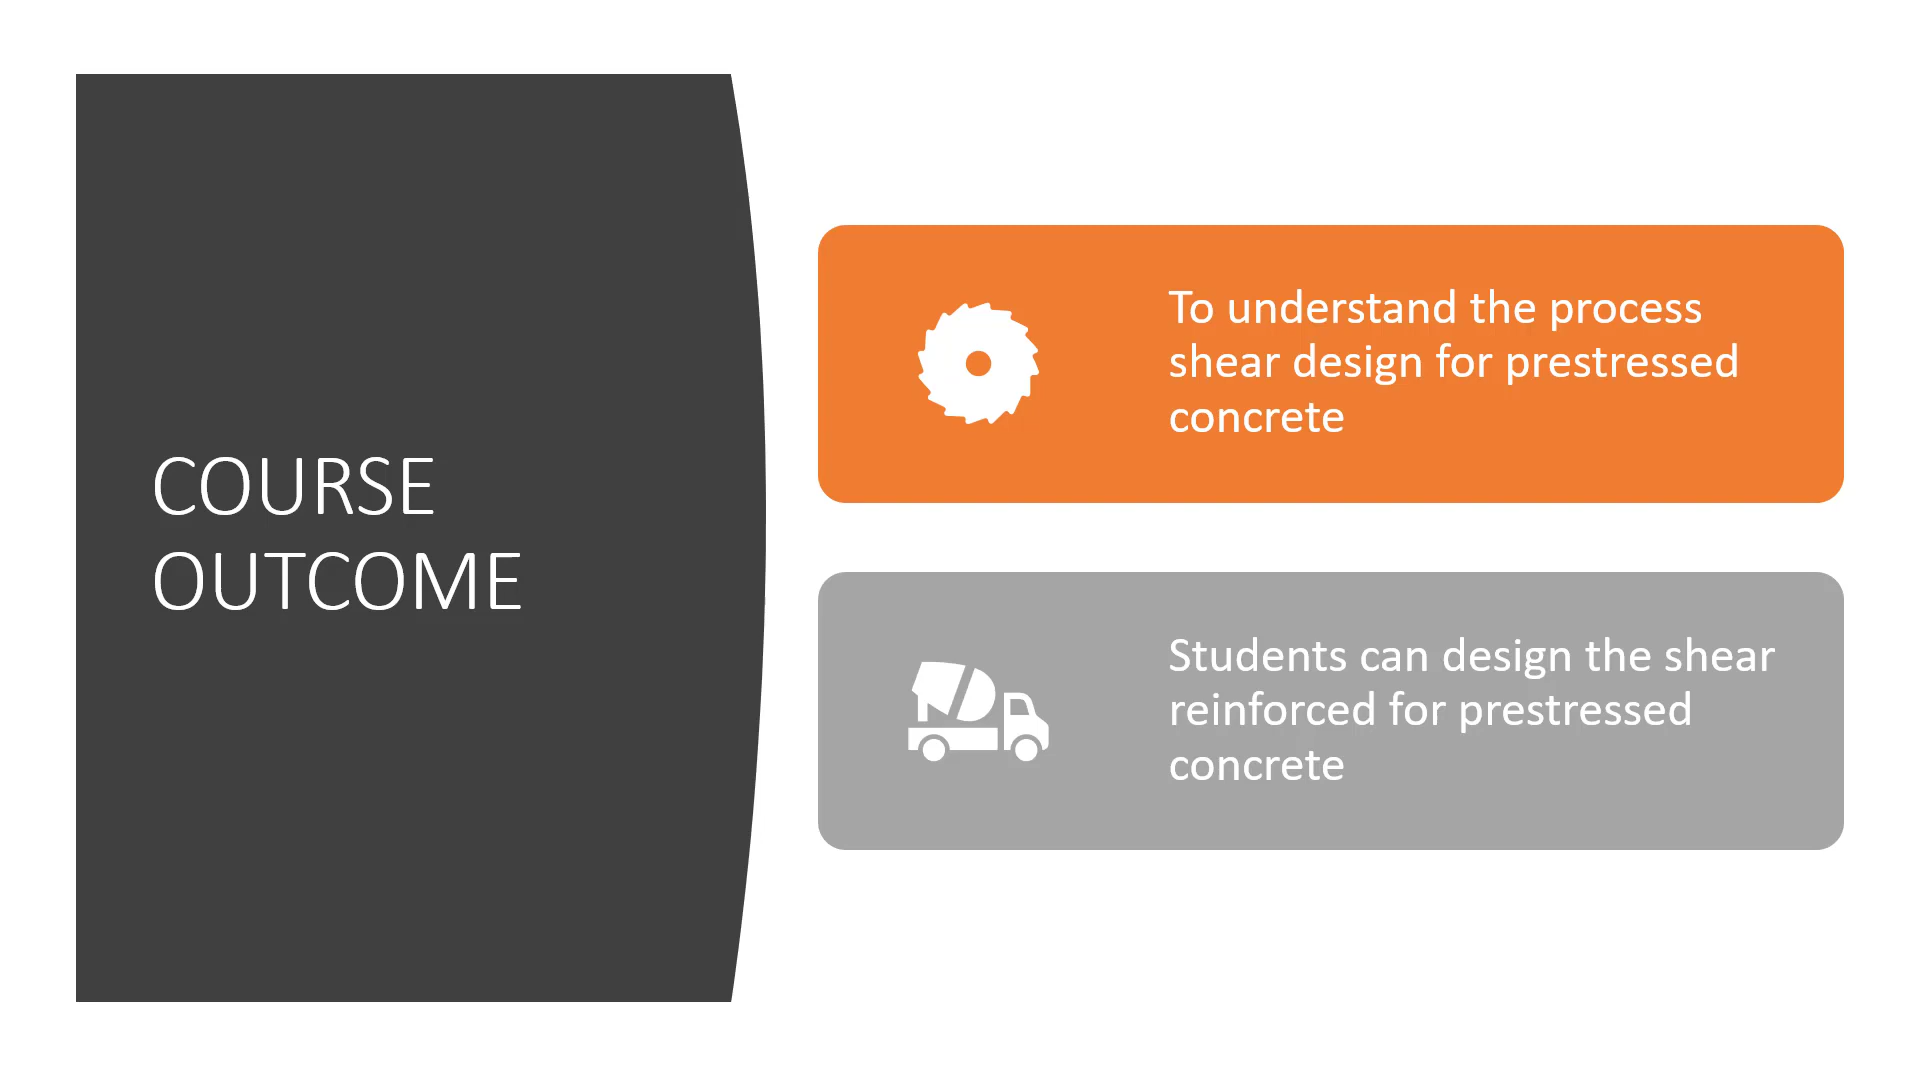 COURSE
OUTCOME
To understand the process
shear design for prestressed
concrete
Students can design the shear
reinforced for prestressed
concrete